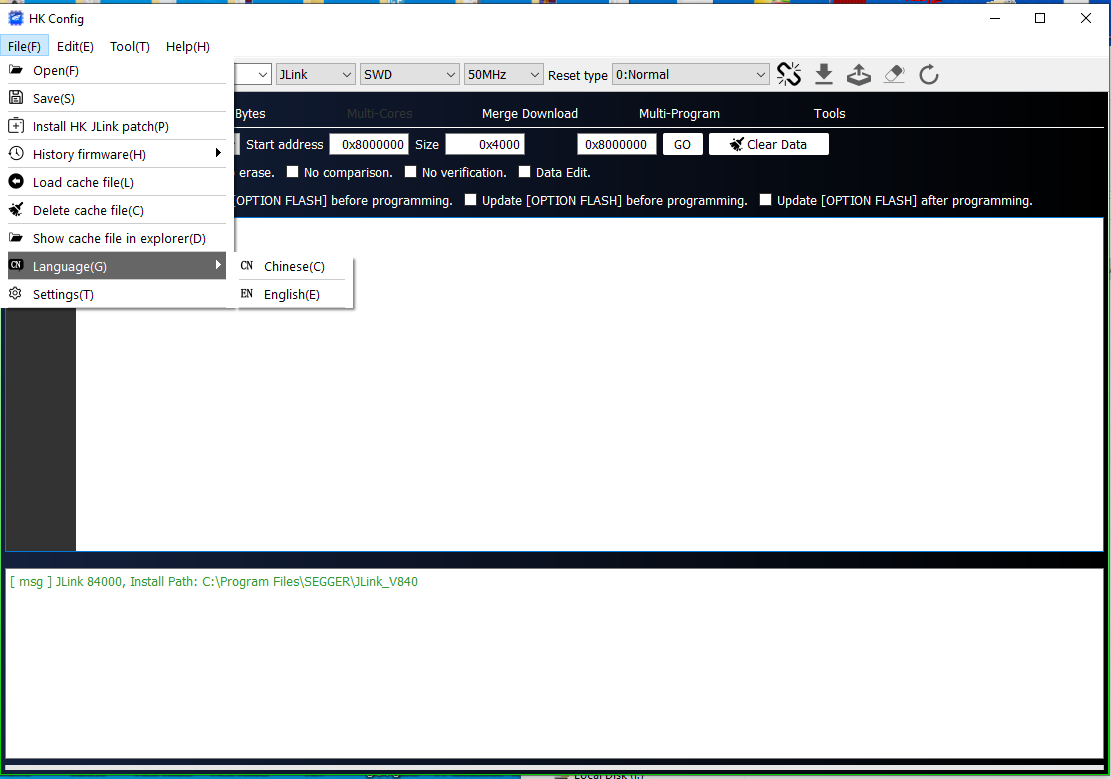 HK Config
File(F) Edit(E) Tool(T) Help(H)
JLink SWD 50MHz Reset type 0:Normal
Open(F)
Save(S)
Install HK JLink patch(P)
History firmware(H)
Load cache file(L)
Delete cache file(C)
Show cache file in explorer(D)
CN Language(G)
Settings(T)
CN Chinese(C)
EN English(E)
Bytes Multi-Cores Merge Download Multi-Program Tools
Start address 0x8000000 Size 0x4000 0x8000000 GO Clear Data
erase. No comparison. No verification. Data Edit.
[OPTION FLASH] before programming. Update [OPTION FLASH] before programming. Update [OPTION FLASH] after programming.
[ msg ] JLink 84000, Install Path: C:\Program Files\SEGGER\JLink_V840